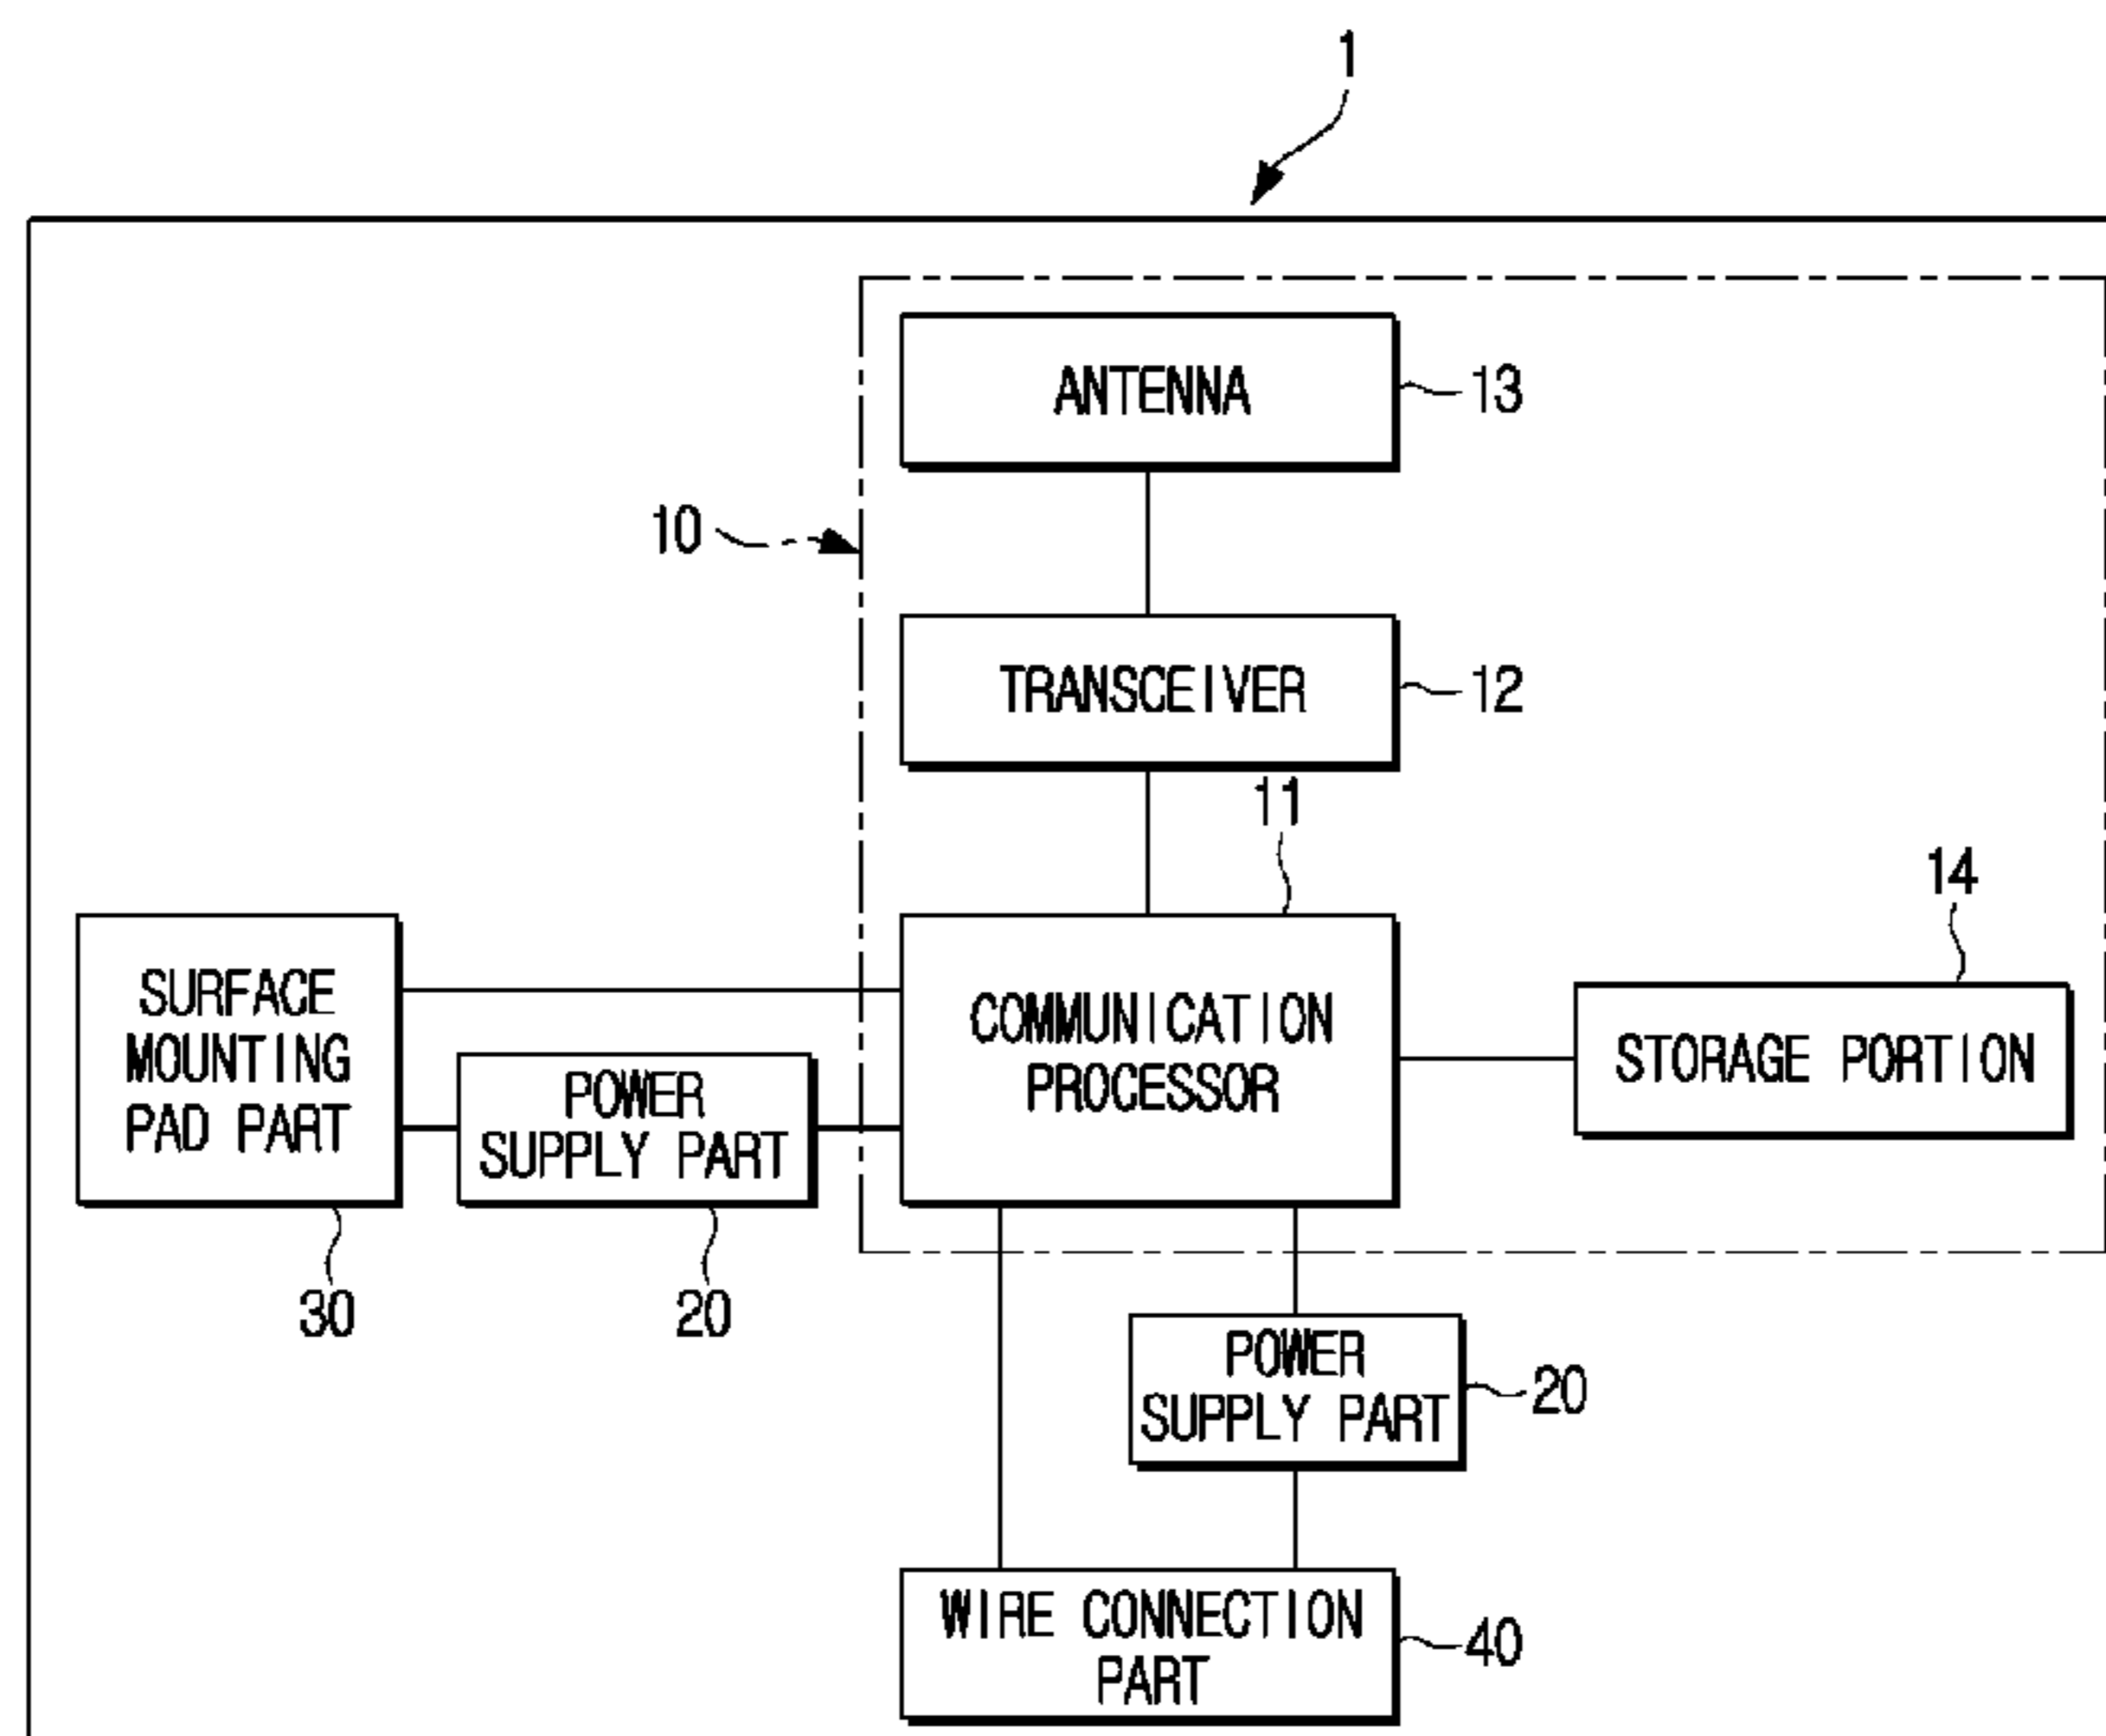 1
ANTENNA
13
10
TRANSCEIVER
12
11
14
SURFACE
MOUNTING
PAD PART
COMMUNICATION
PROCESSOR
STORAGE PORTION
POWER
SUPPLY PART
30
20
POWER
SUPPLY PART
20
WIRE CONNECTION
PART
40